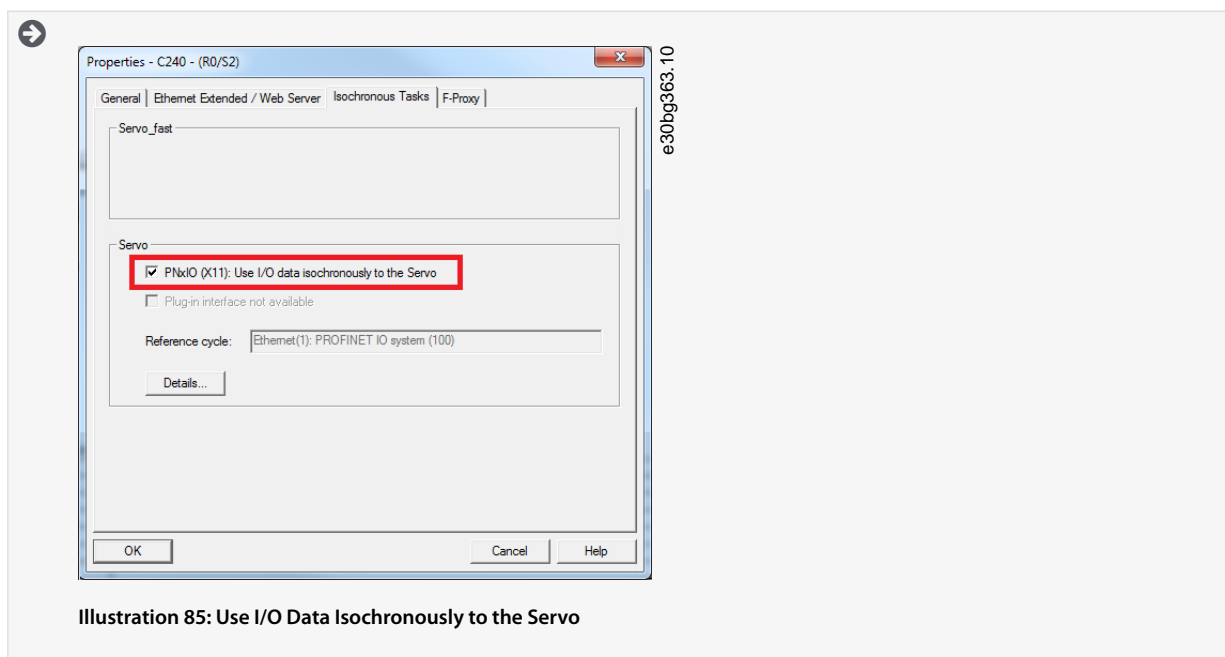 Properties - C240 - (R0/S2)
General Ethernet Extended / Web Server Isochronous Tasks F-Proxy
Servo_fast
Servo
PNxIO (X11): Use I/O data isochronously to the Servo
Plug-in interface not available
Reference cycle: Ethernet(1): PROFINET IO system (100)
Details...
OK Cancel Help
e30bg363.10
Illustration 85: Use I/O Data Isochronously to the Servo